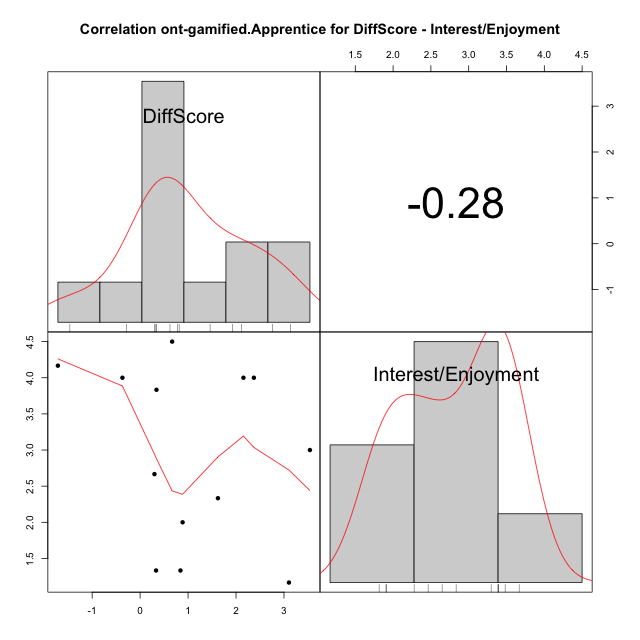 Correlation ont-gamified.Apprentice for DiffScore - Interest/Enjoyment
1.5 2.0 2.5 3.0 3.5 4.0 4.5
DiffScore
-0.28
3
2
1
0
-1
4.5
4.0
3.5
3.0
2.5
2.0
1.5
Interest/Enjoyment
-1 0 1 2 3